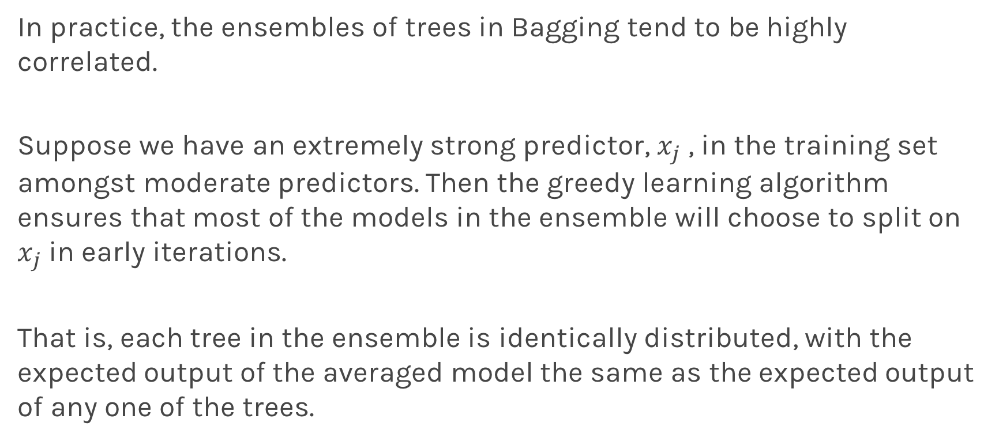 In practice, the ensembles of trees in Bagging tend to be highly
correlated.
Suppose we have an extremely strong predictor, xⱼ , in the training set
amongst moderate predictors. Then the greedy learning algorithm
ensures that most of the models in the ensemble will choose to split on
xⱼ in early iterations.
That is, each tree in the ensemble is identically distributed, with the
expected output of the averaged model the same as the expected output
of any one of the trees.